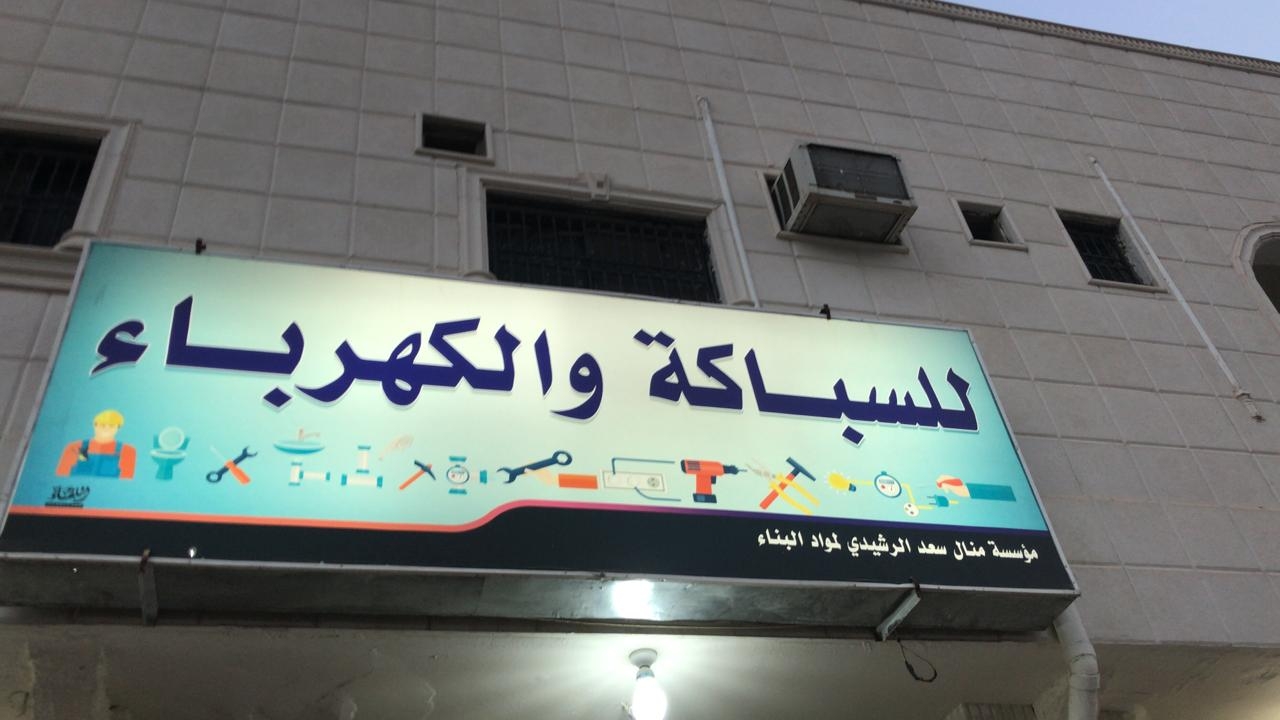 للسباكة والكهرباء
مؤسسة منال سعد الرشيدي لمواد البناء